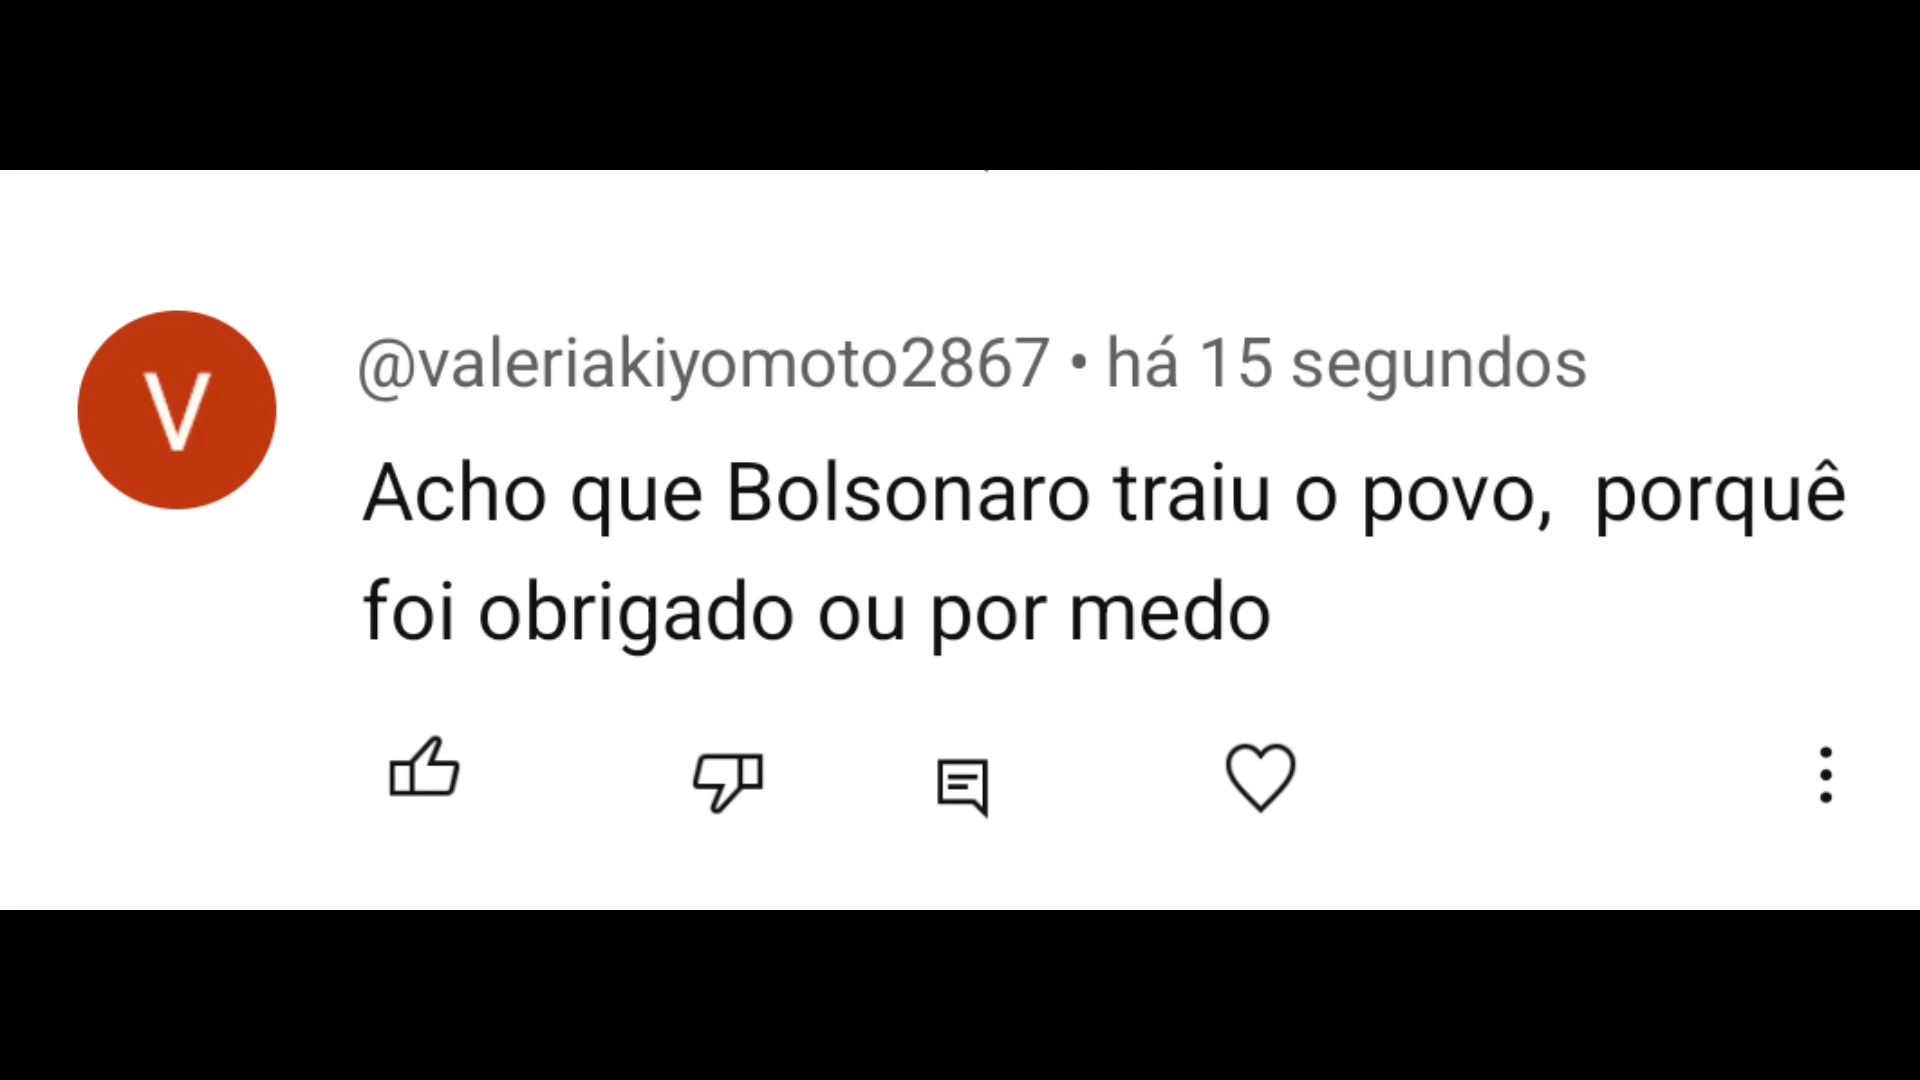 V
@valeriakiyomoto2867 • há 15 segundos
Acho que Bolsonaro traiu o povo,  porquê
foi obrigado ou por medo